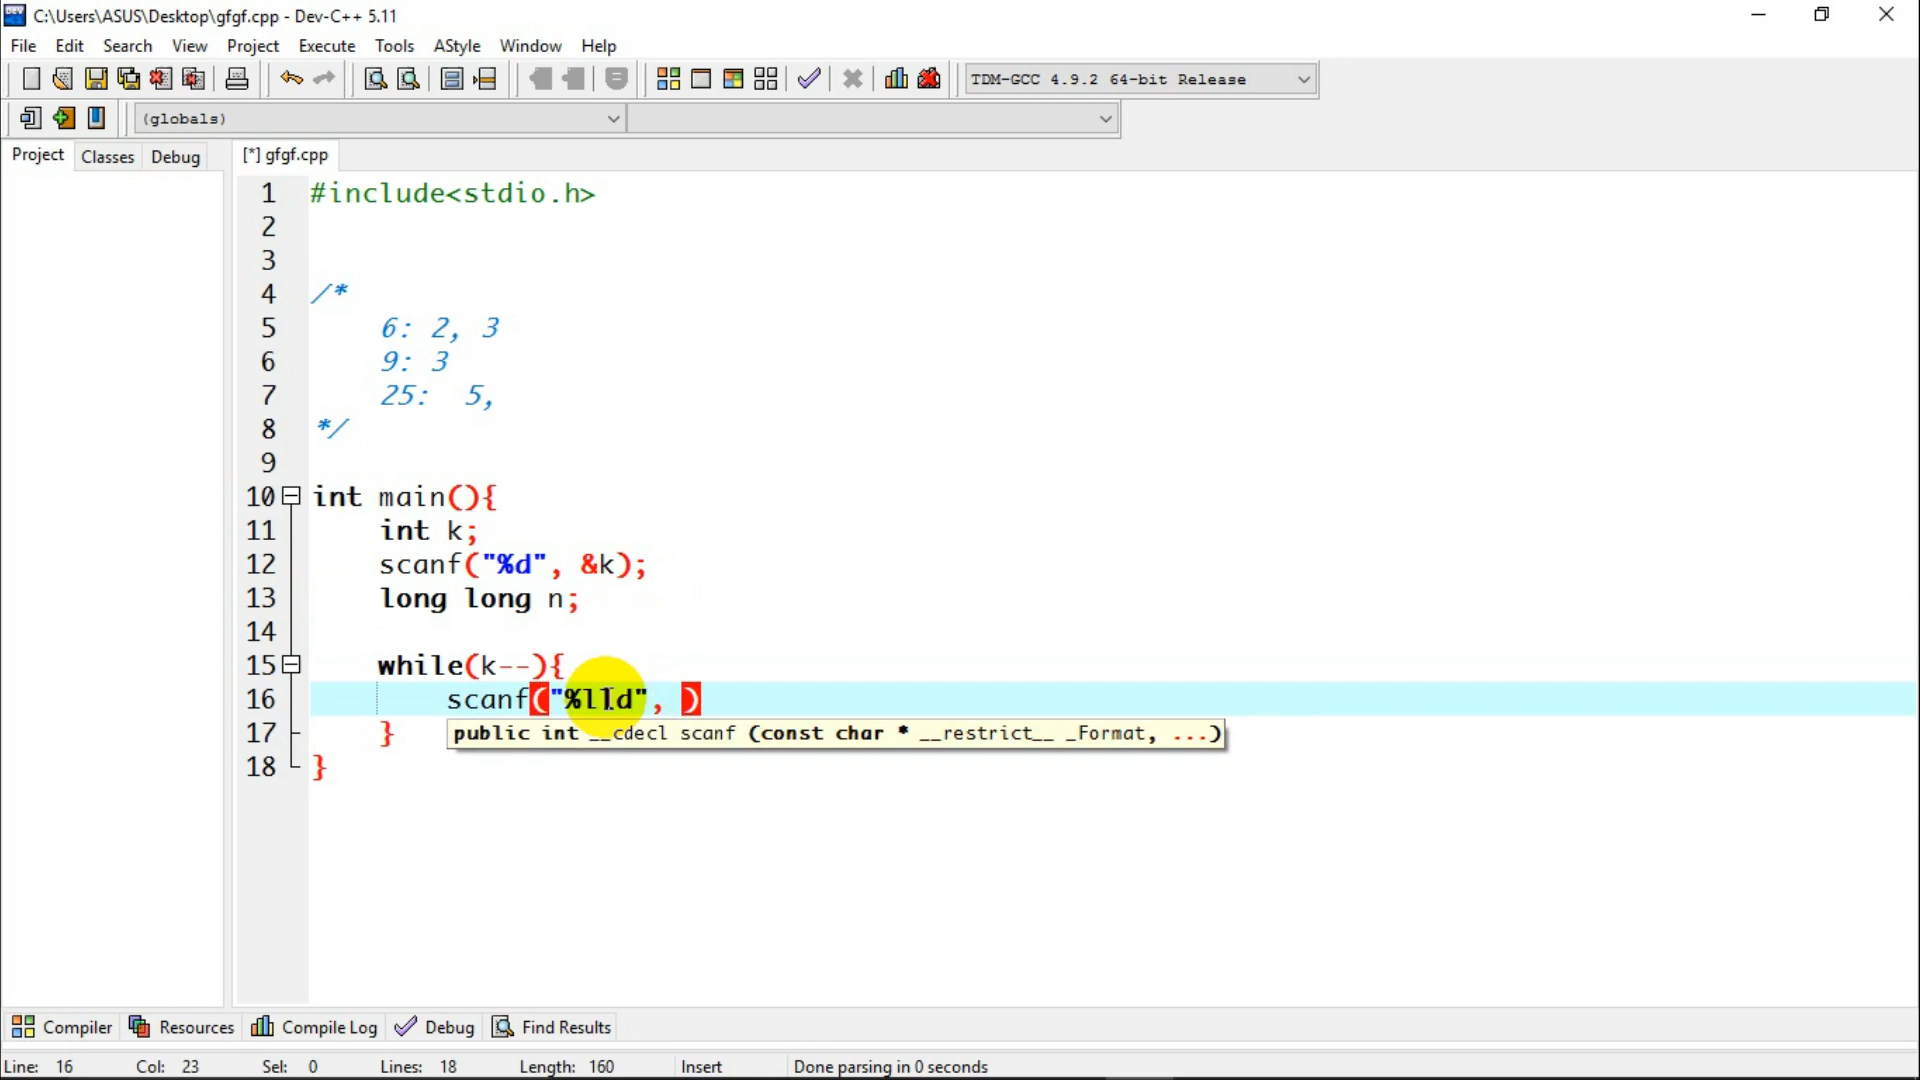 C:\Users\ASUS\Desktop\gfgf.cpp - Dev-C++ 5.11
File Edit Search View Project Execute Tools AStyle Window Help
TDM-GCC 4.9.2 64-bit Release
(globals)
Project Classes Debug [*] gfgf.cpp
1 #include<stdio.h>
2
3
4 /*
5 6: 2, 3
6 9: 3
7 25: 5,
8 */
9
10 int main(){
11 int k;
12 scanf("%d", &k);
13 long long n;
14
15 while(k--){
16 scanf("%lld", )
17 }
public int __cdecl scanf (const char * __restrict__ _Format, ...)
18 }
Compiler Resources Compile Log Debug Find Results
Line: 16 Col: 23 Sel: 0 Lines: 18 Length: 160 Insert Done parsing in 0 seconds